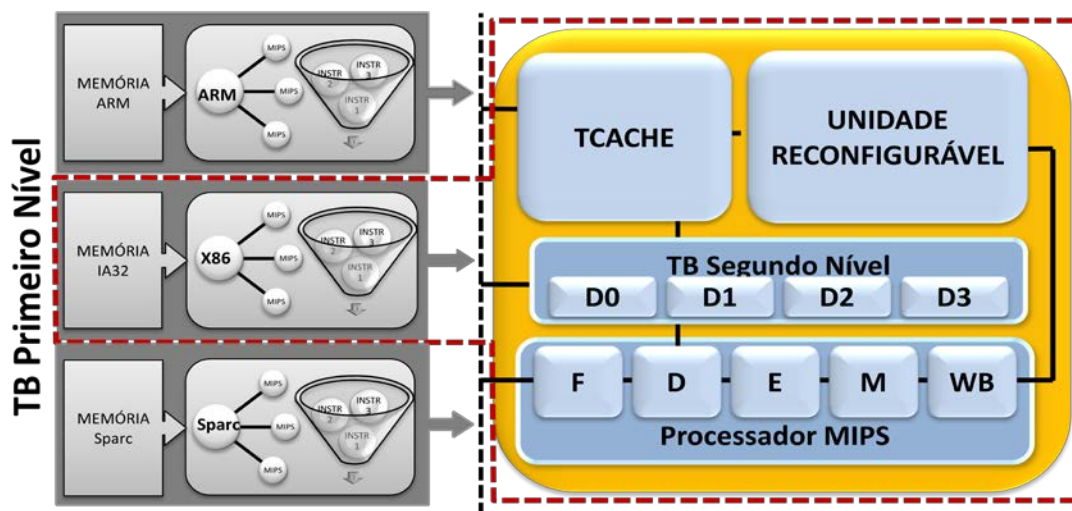 TB Primeiro Nível
MEMÓRIA
ARM
ARM
MIPS
MIPS
MIPS
INSTR
2
INSTR
3
INSTR
1
MEMÓRIA
IA32
X86
MIPS
MIPS
MIPS
INSTR
2
INSTR
3
INSTR
1
MEMÓRIA
Sparc
Sparc
MIPS
MIPS
MIPS
INSTR
2
INSTR
3
INSTR
1
TCACHE
UNIDADE
RECONFIGURÁVEL
TB Segundo Nível
D0 D1 D2 D3
F D E M WB
Processador MIPS